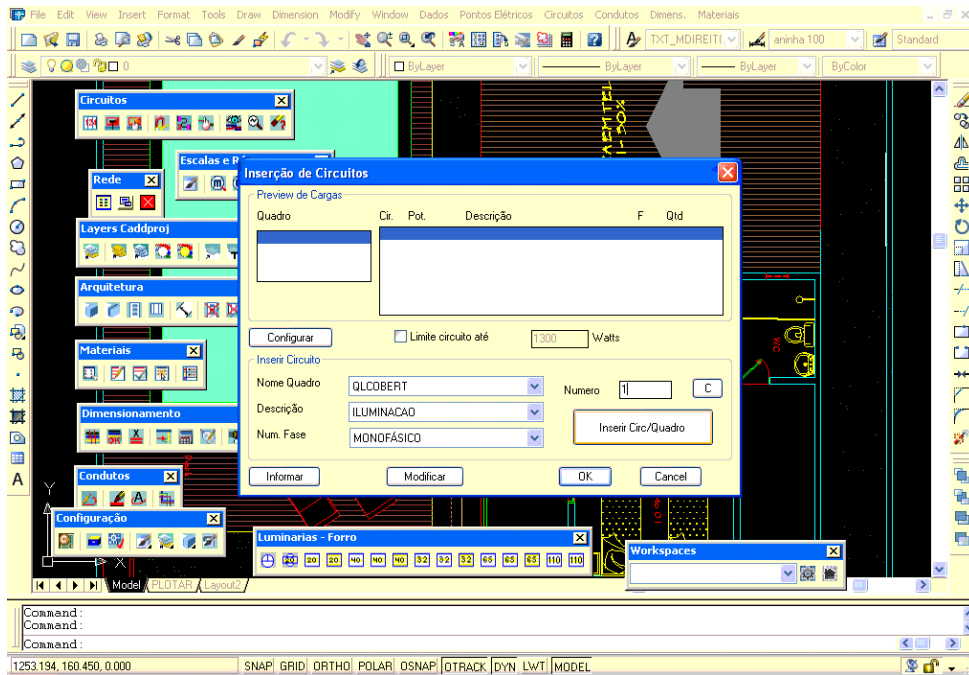 File Edit View Insert Format Tools Draw Dimension Modify Window Dados Pontos Elétricos Circuitos Condutos Dimens. Materiais
TXT_MDIREIT( aninha 100 Standard
0 ByLayer ByLayer ByLayer ByColor
Circuitos
Escalas e R
Rede
Layers Caddproj
Arquitetura
Materiais
Dimensionamento
Condutos
Configuração
Inserção de Circuitos
Preview de Cargas
Quadro Cir. Pot. Descrição F Qtd
Configurar Limite circuito até 1300 Watts
Inserir Circuito
Nome Quadro QLCOBERT Numero 1 C
Descrição ILUMINACAO
Inserir Circ/Quadro
Num. Fase MONOFÁSICO
Informar Modificar OK Cancel
WC
Y
X
Luminarias - Forro
20 20 20 40 40 40 40 32 32 32 65 65 65 110 110
Workspaces
Model PLOTAR Layout2
Command:
Command:
Command:
1253.194, 160.450, 0.000 SNAP GRID ORTHO POLAR OSNAP OTRACK DYN LWT MODEL